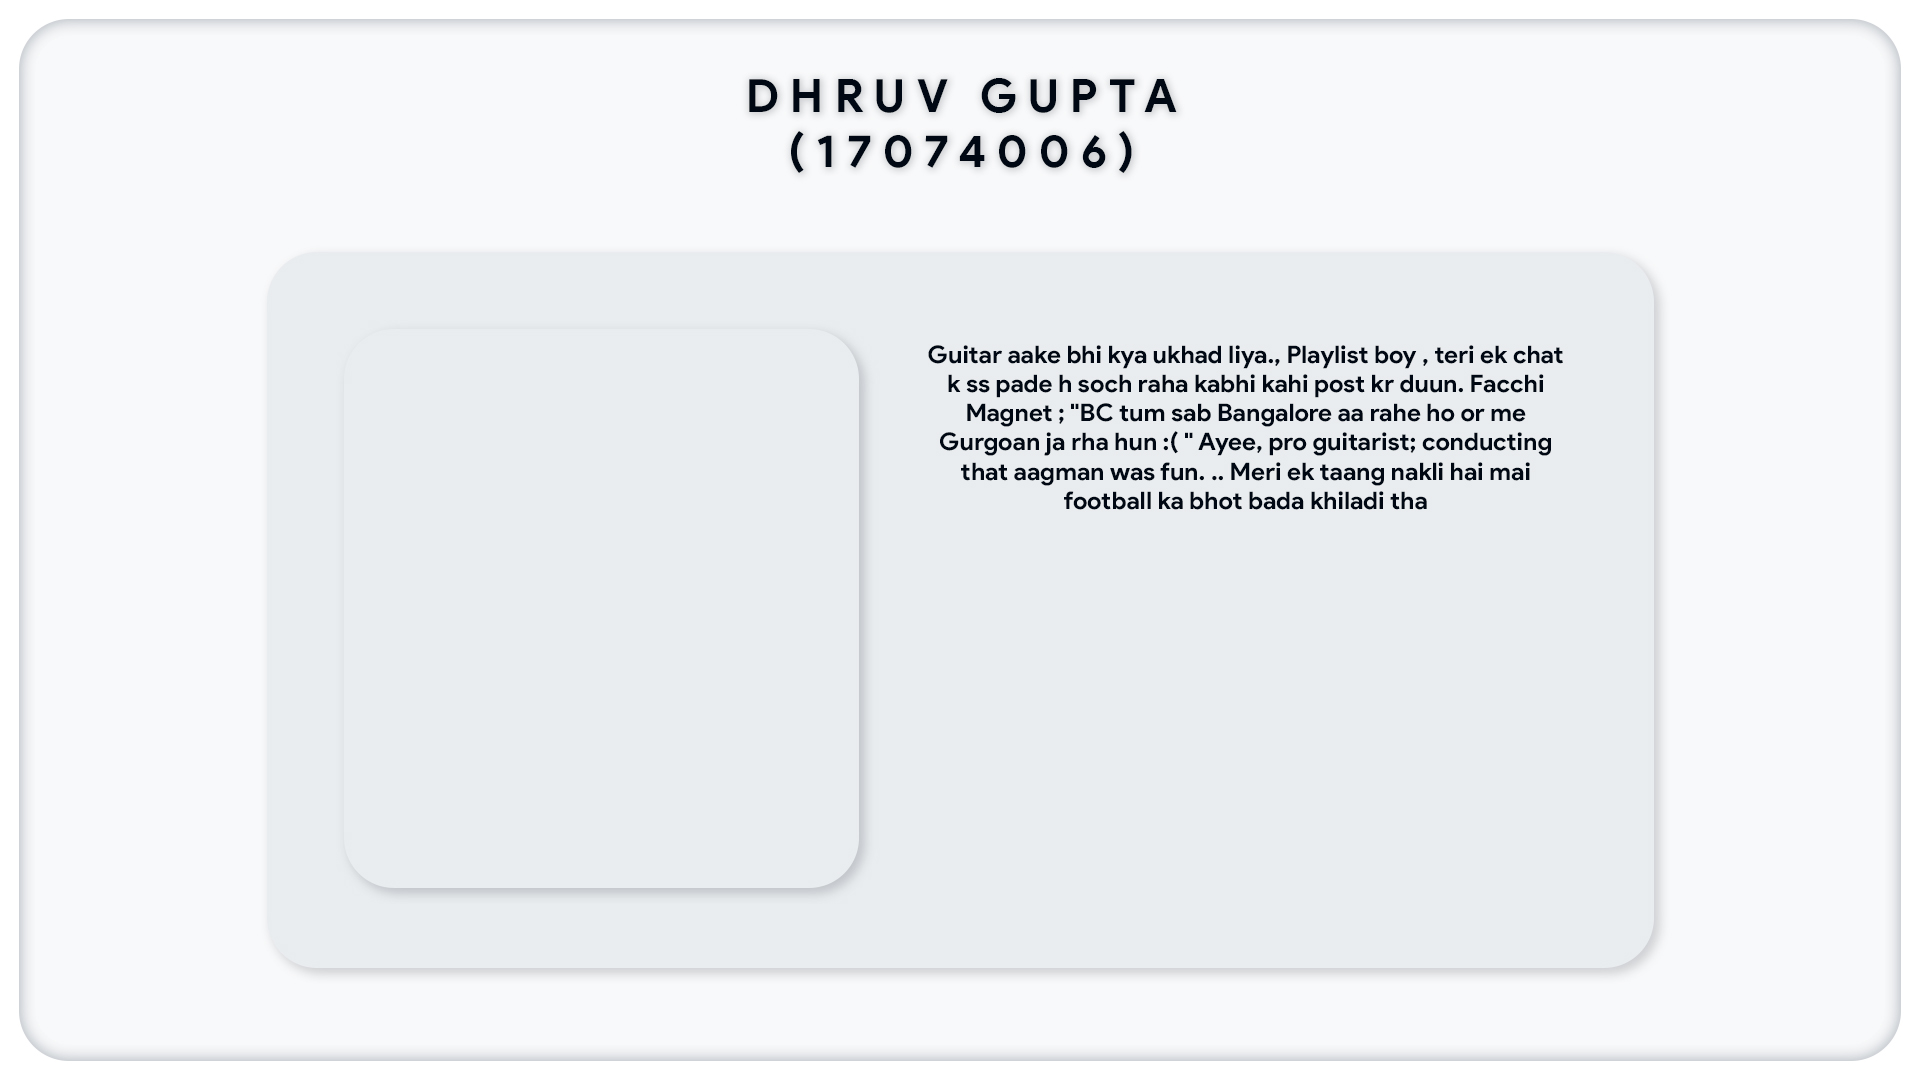 DHRUV GUPTA
(17074006)
Guitar aake bhi kya ukhad liya., Playlist boy , teri ek chat
k ss pade h soch raha kabhi kahi post kr duun. Facchi
Magnet ; "BC tum sab Bangalore aa rahe ho or me
Gurgoan ja rha hun :( " Ayee, pro guitarist; conducting
that aagman was fun. .. Meri ek taang nakli hai mai
football ka bhot bada khiladi tha